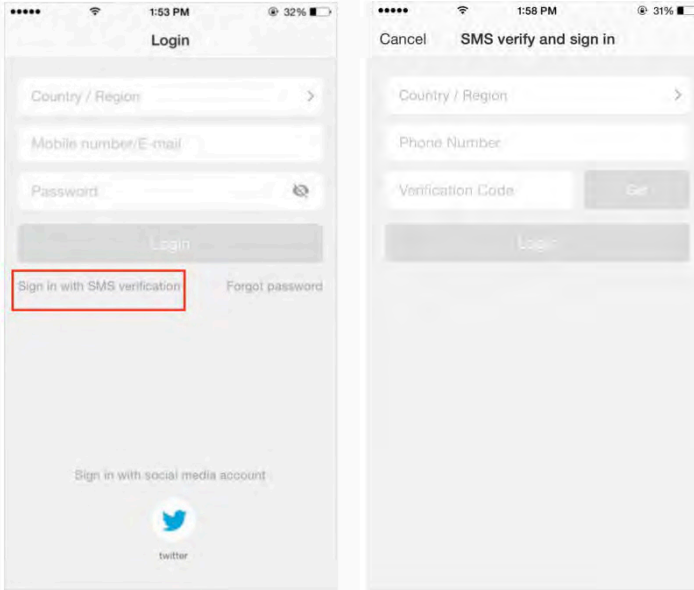 1:53 PM
32%
Login
Country / Region
Mobile number/E-mail
Password
Login
Sign in with SMS verification
Forgot password
Sign in with social media account
twitter
1:58 PM
31%
Cancel
SMS verify and sign in
Country / Region
Phone Number
Verification Code
Get
Login